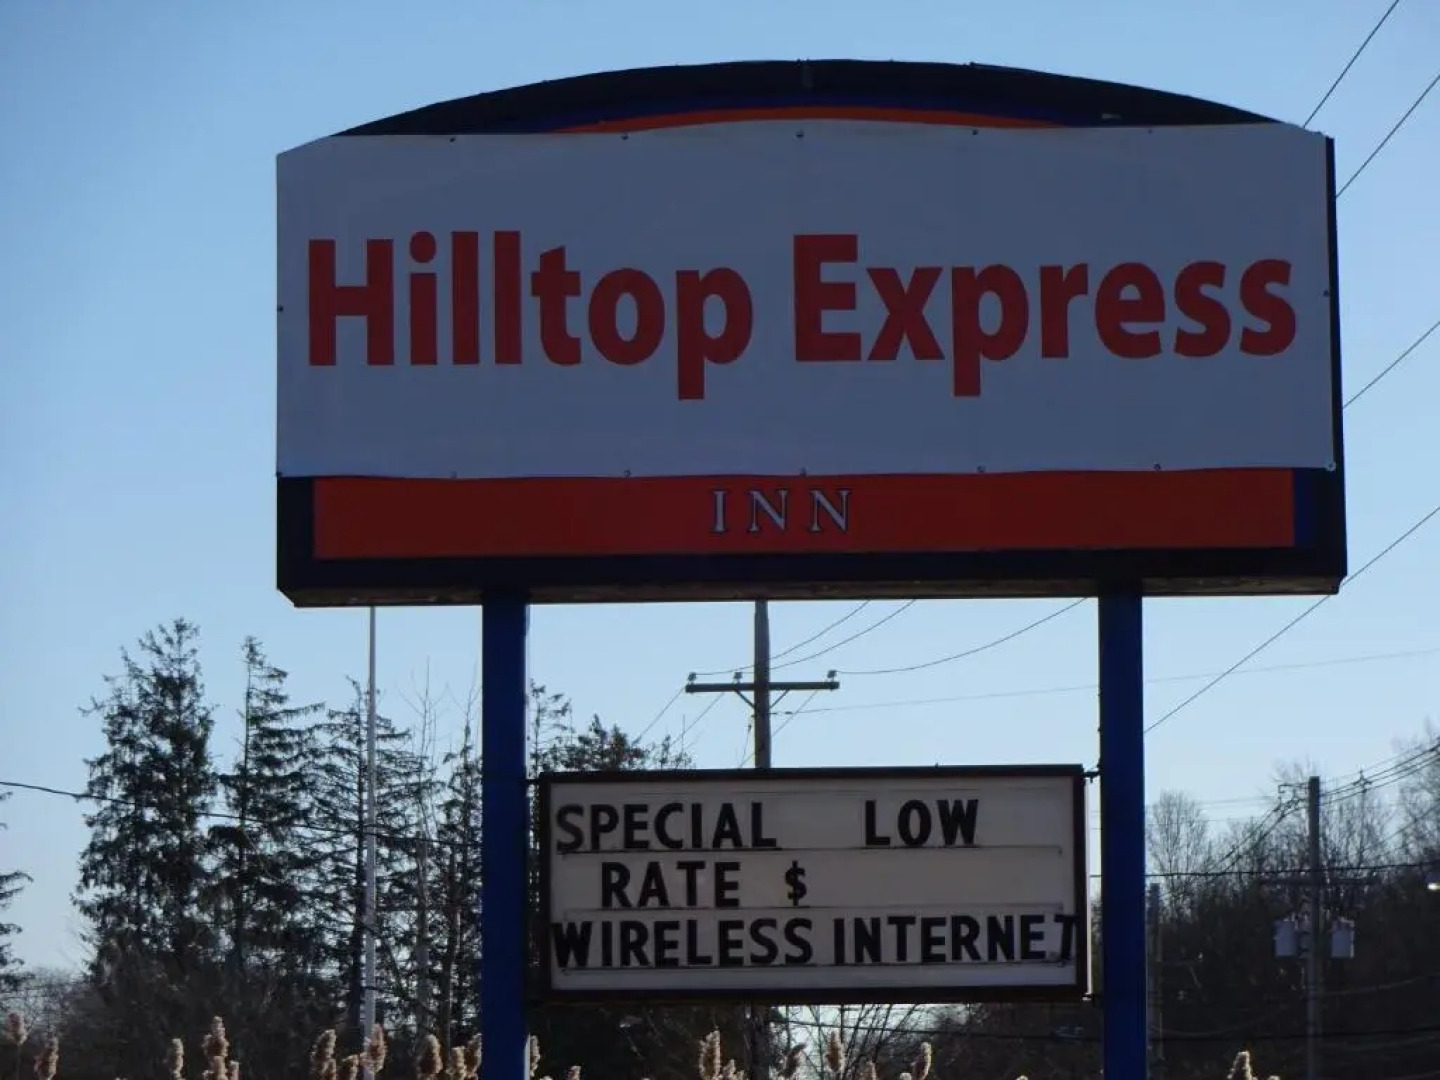 Hilltop Express
INN
SPECIAL LOW
RATE $
WIRELESS INTERNET